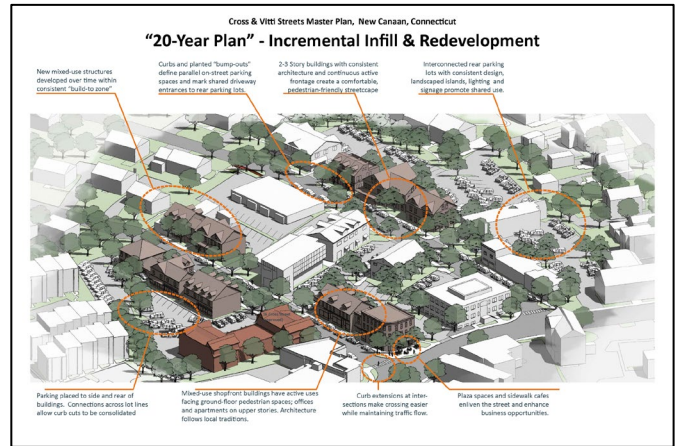 Cross & Vitti Streets Master Plan, New Canaan, Connecticut
“20-Year Plan” - Incremental Infill & Redevelopment
New mixed-use structures
developed over time within
consistent “build-to zone”
Curbs and planted “bump-outs”
define parallel on-street parking
spaces and mark shared driveway
entrances to rear parking lots.
2-3 Story buildings with consistent
architecture and continuous active
frontage create a comfortable,
pedestrian-friendly streetscape
Interconnected rear parking
lots with consistent design,
landscaped islands, lighting and
signage promote shared use.
Parking placed to side and rear of
buildings. Connections across lot lines
allow curb cuts to be consolidated
Mixed-use shopfront buildings have active uses
facing ground-floor pedestrian spaces; offices
and apartments on upper stories. Architecture
follows local traditions.
Curb extensions at inter-
sections make crossing easier
while maintaining traffic flow.
Plaza spaces and sidewalk cafes
enliven the street and enhance
business opportunities.